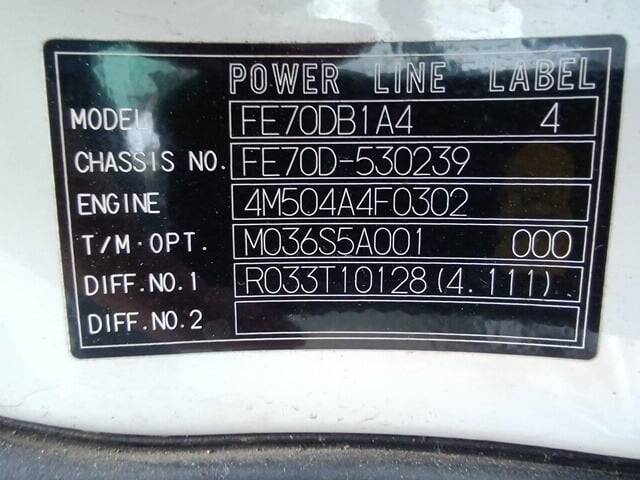 POWER LINE LABEL
MODEL FE70DB1A4 4
CHASSIS NO. FE70D-530239
ENGINE 4M504A4F0302
T/M·OPT. M036S5A001 000
DIFF.NO.1 R033T10128(4.111)
DIFF.NO.2